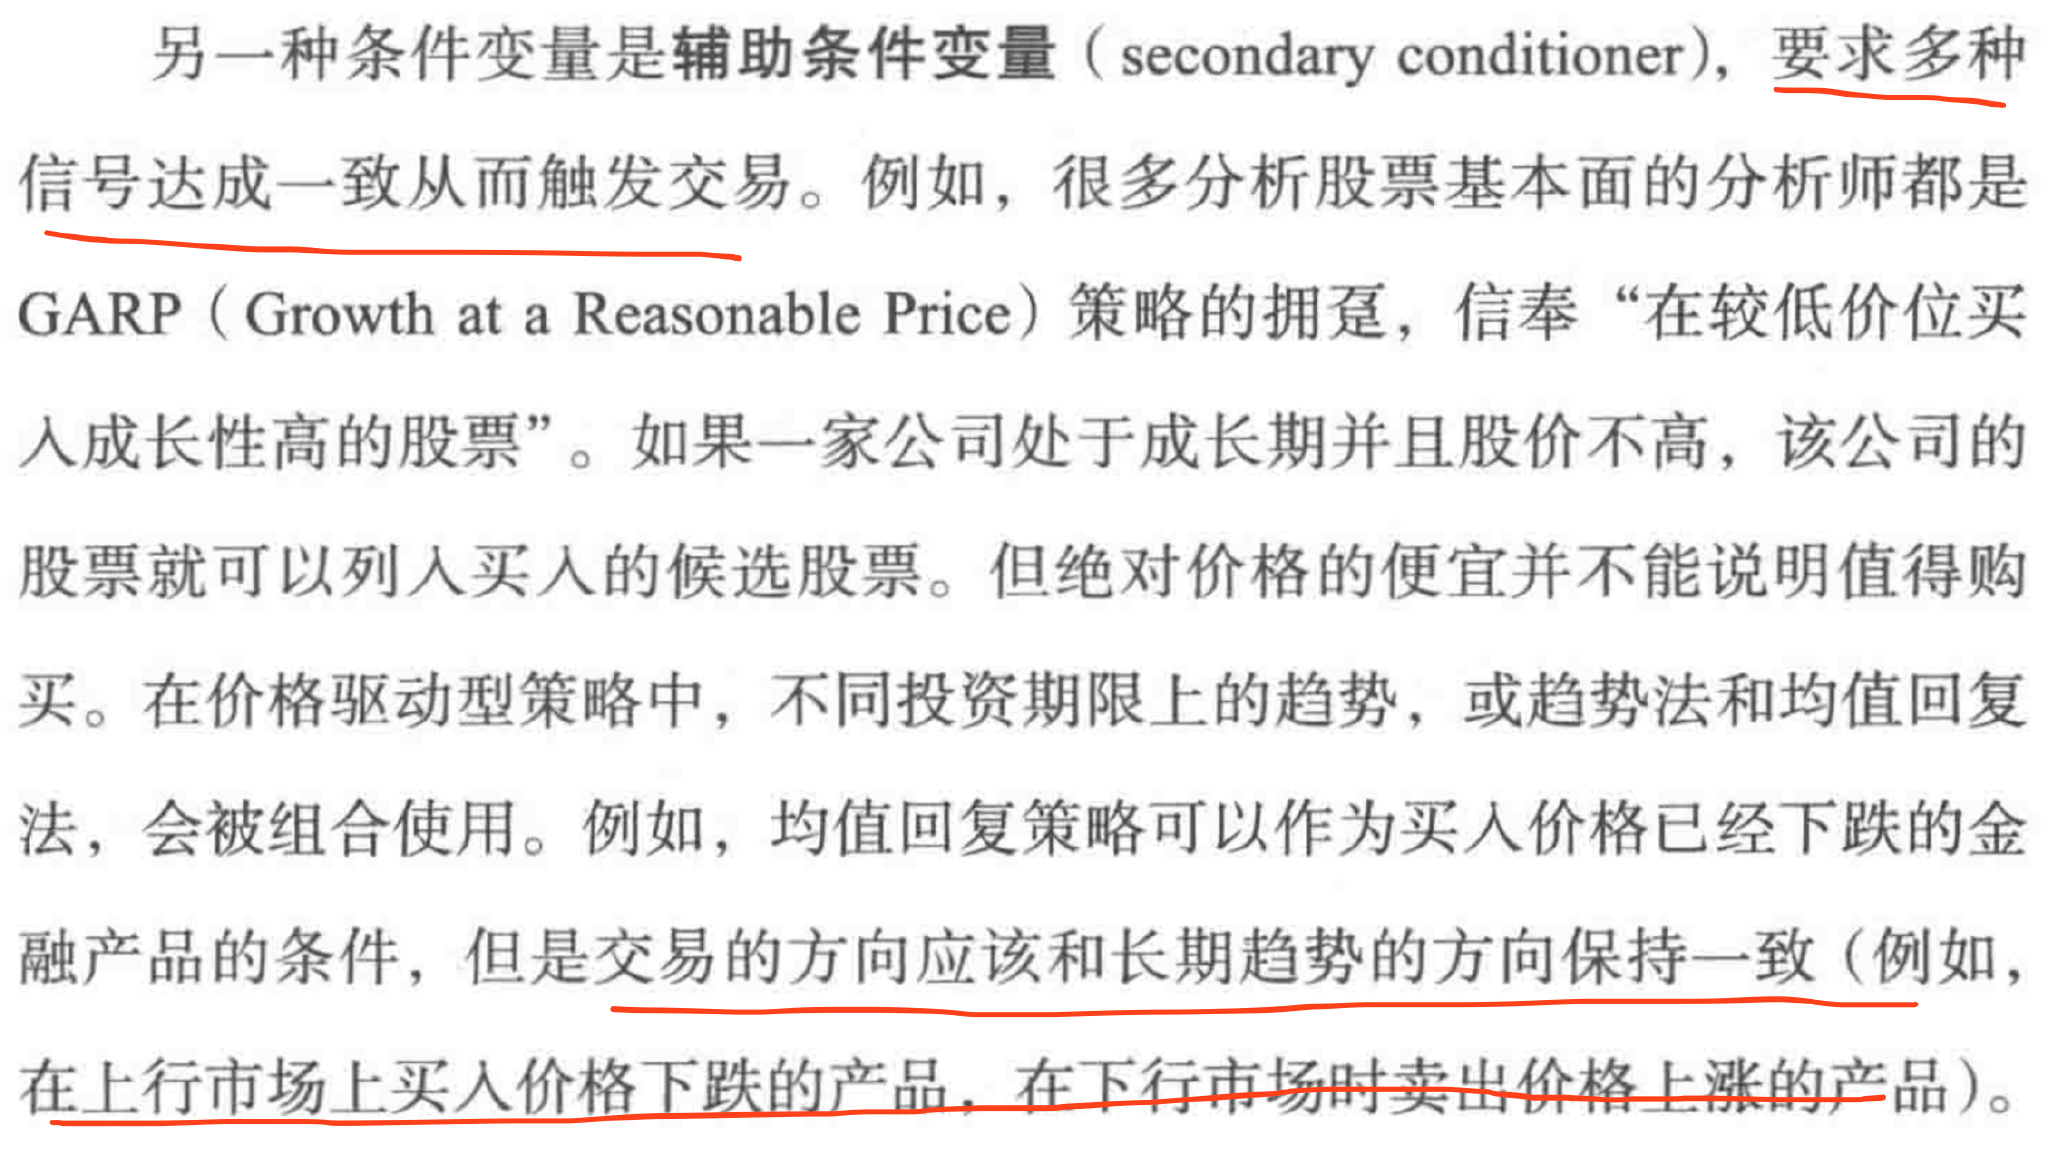 另一种条件变量是辅助条件变量（secondary conditioner），要求多种
信号达成一致从而触发交易。例如，很多分析股票基本面的分析师都是
GARP（Growth at a Reasonable Price）策略的拥趸，信奉“在较低价位买
入成长性高的股票”。如果一家公司处于成长期并且股价不高，该公司的
股票就可以列入买入的候选股票。但绝对价格的便宜并不能说明值得购
买。在价格驱动型策略中，不同投资期限上的趋势，或趋势法和均值回复
法，会被组合使用。例如，均值回复策略可以作为买入价格已经下跌的金
融产品的条件，但是交易的方向应该和长期趋势的方向保持一致（例如，
在上行市场上买入价格下跌的产品，在下行市场时卖出价格上涨的产品）。